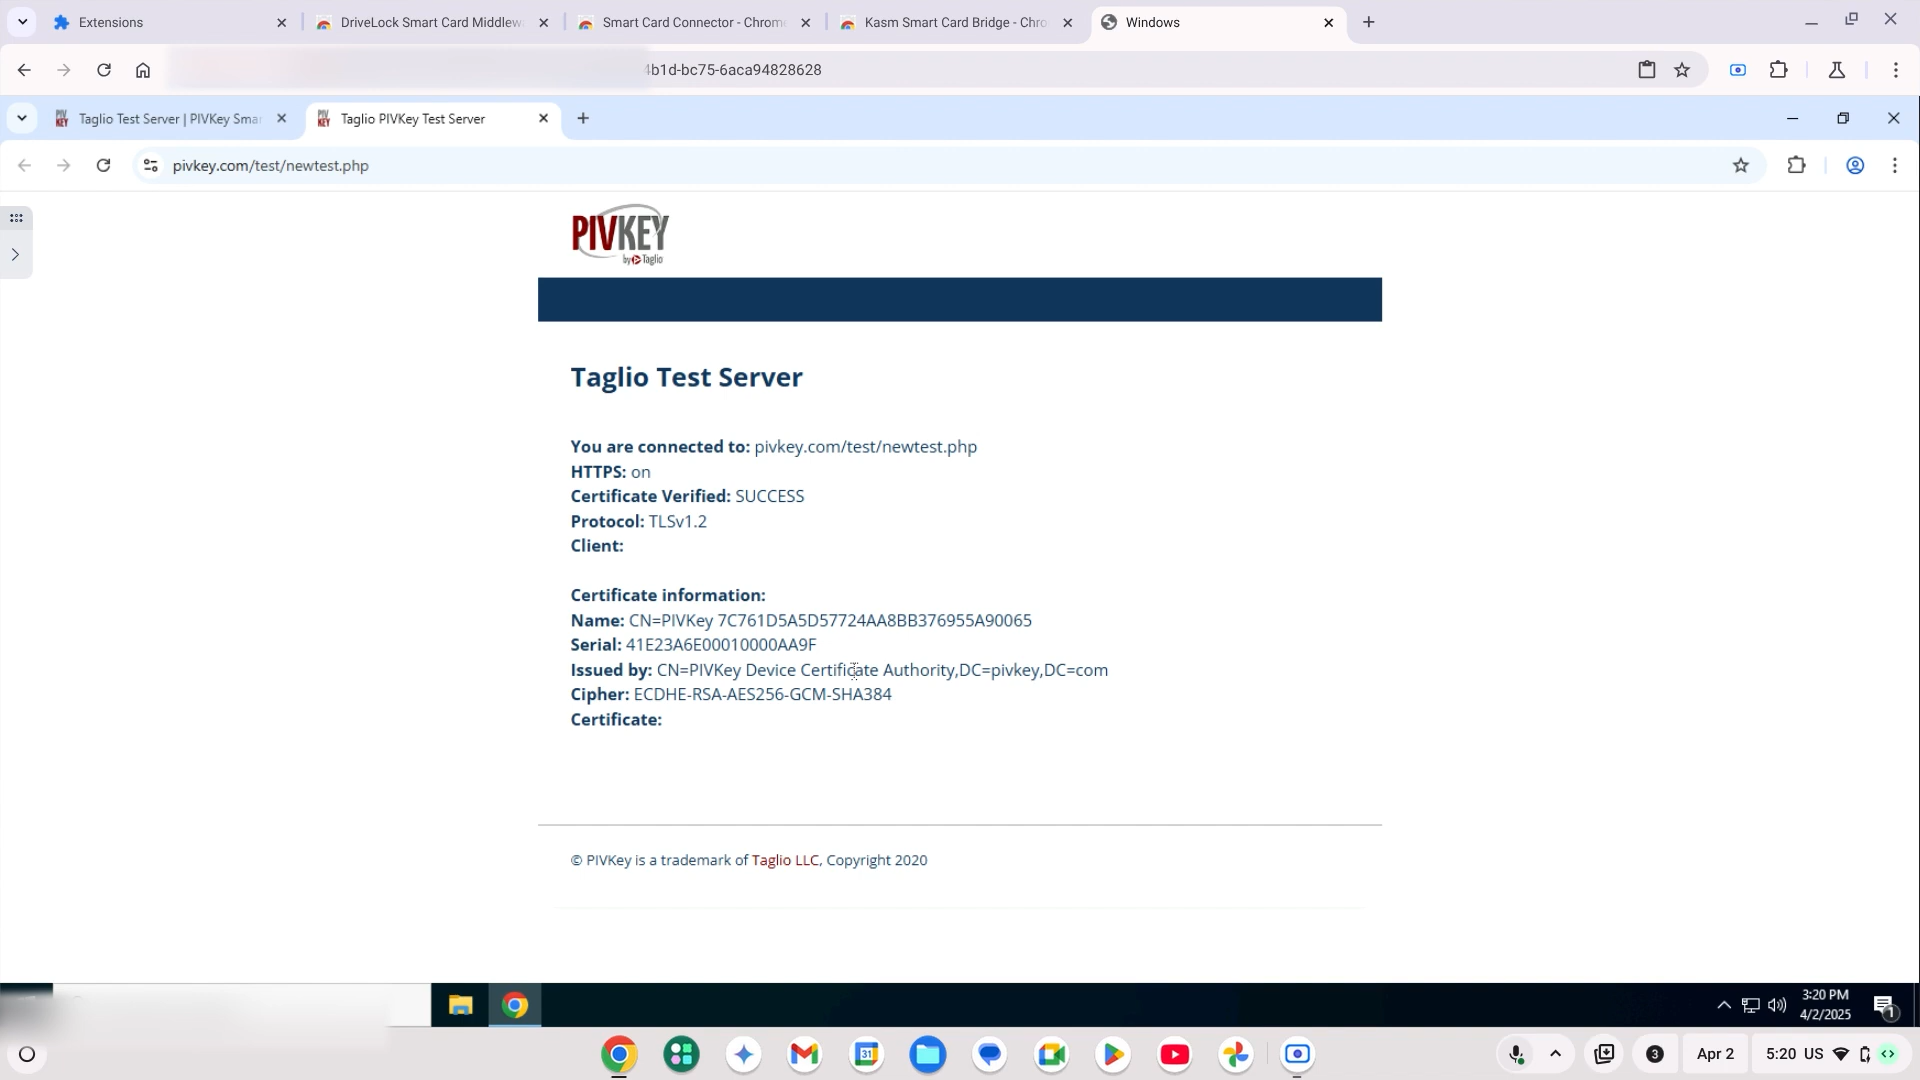 Extensions
DriveLock Smart Card Middlew
Smart Card Connector - Chrome
Kasm Smart Card Bridge - Chro
Windows
4b1d-bc75-6aca94828628
Taglio Test Server | PIVKey Sma
Taglio PIVKey Test Server
pivkey.com/test/newtest.php
PIVKEY
by Taglio
Taglio Test Server
You are connected to: pivkey.com/test/newtest.php
HTTPS: on
Certificate Verified: SUCCESS
Protocol: TLSv1.2
Client:
Certificate information:
Name: CN=PIVKey 7C761D5A5D57724AA8BB376955A90065
Serial: 41E23A6E00010000AA9F
Issued by: CN=PIVKey Device Certificate Authority,DC=pivkey,DC=com
Cipher: ECDHE-RSA-AES256-GCM-SHA384
Certificate:
© PIVKey is a trademark of Taglio LLC, Copyright 2020
3:20 PM
4/2/2025
1
31
3
Apr 2
5:20 US